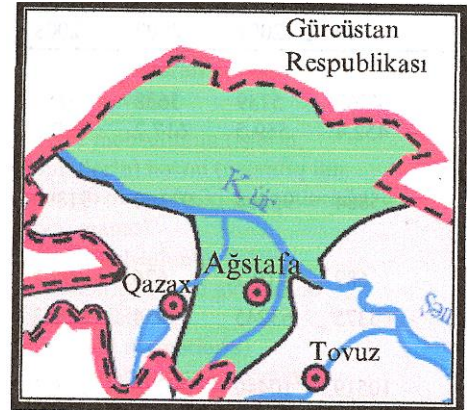 Gürcüstan
Respublikası
Kür
Ağstafa
Qazax
Tovuz